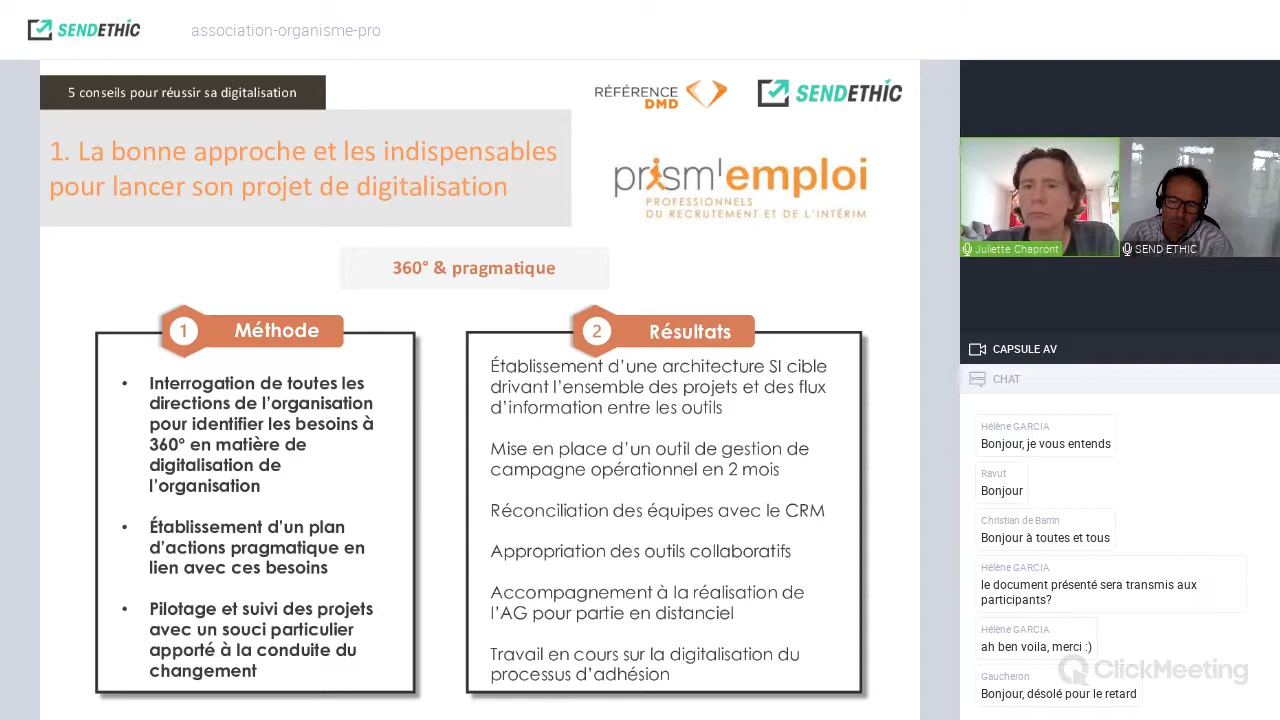 SENDETHIC
association-organisme-pro
5 conseils pour réussir sa digitalisation
RÉFÉRENCE
DMD
SENDETHIC
1. La bonne approche et les indispensables
pour lancer son projet de digitalisation
prism'emploi
PROFESSIONNELS
DU RECRUTEMENT ET DE L'INTÉRIM
360° & pragmatique
1 Méthode
• Interrogation de toutes les
directions de l'organisation
pour identifier les besoins à
360° en matière de
digitalisation de
l'organisation
• Établissement d'un plan
d'actions pragmatique en
lien avec ces besoins
• Pilotage et suivi des projets
avec un souci particulier
apporté à la conduite du
changement
2 Résultats
Établissement d'une architecture SI cible
drivant l'ensemble des projets et des flux
d'information entre les outils
Mise en place d'un outil de gestion de
campagne opérationnel en 2 mois
Réconciliation des équipes avec le CRM
Appropriation des outils collaboratifs
Accompagnement à la réalisation de
l'AG pour partie en distanciel
Travail en cours sur la digitalisation du
processus d'adhésion
Juliette Chapront
SEND ETHIC
CAPSULE AV
CHAT
Hélène GARCIA
Bonjour, je vous entends
Ravut
Bonjour
Christian de Barrin
Bonjour à toutes et tous
Hélène GARCIA
le document présenté sera transmis aux
participants?
Hélène GARCIA
ah ben voila, merci :)
Gaucheron
Bonjour, désolé pour le retard
ClickMeeting